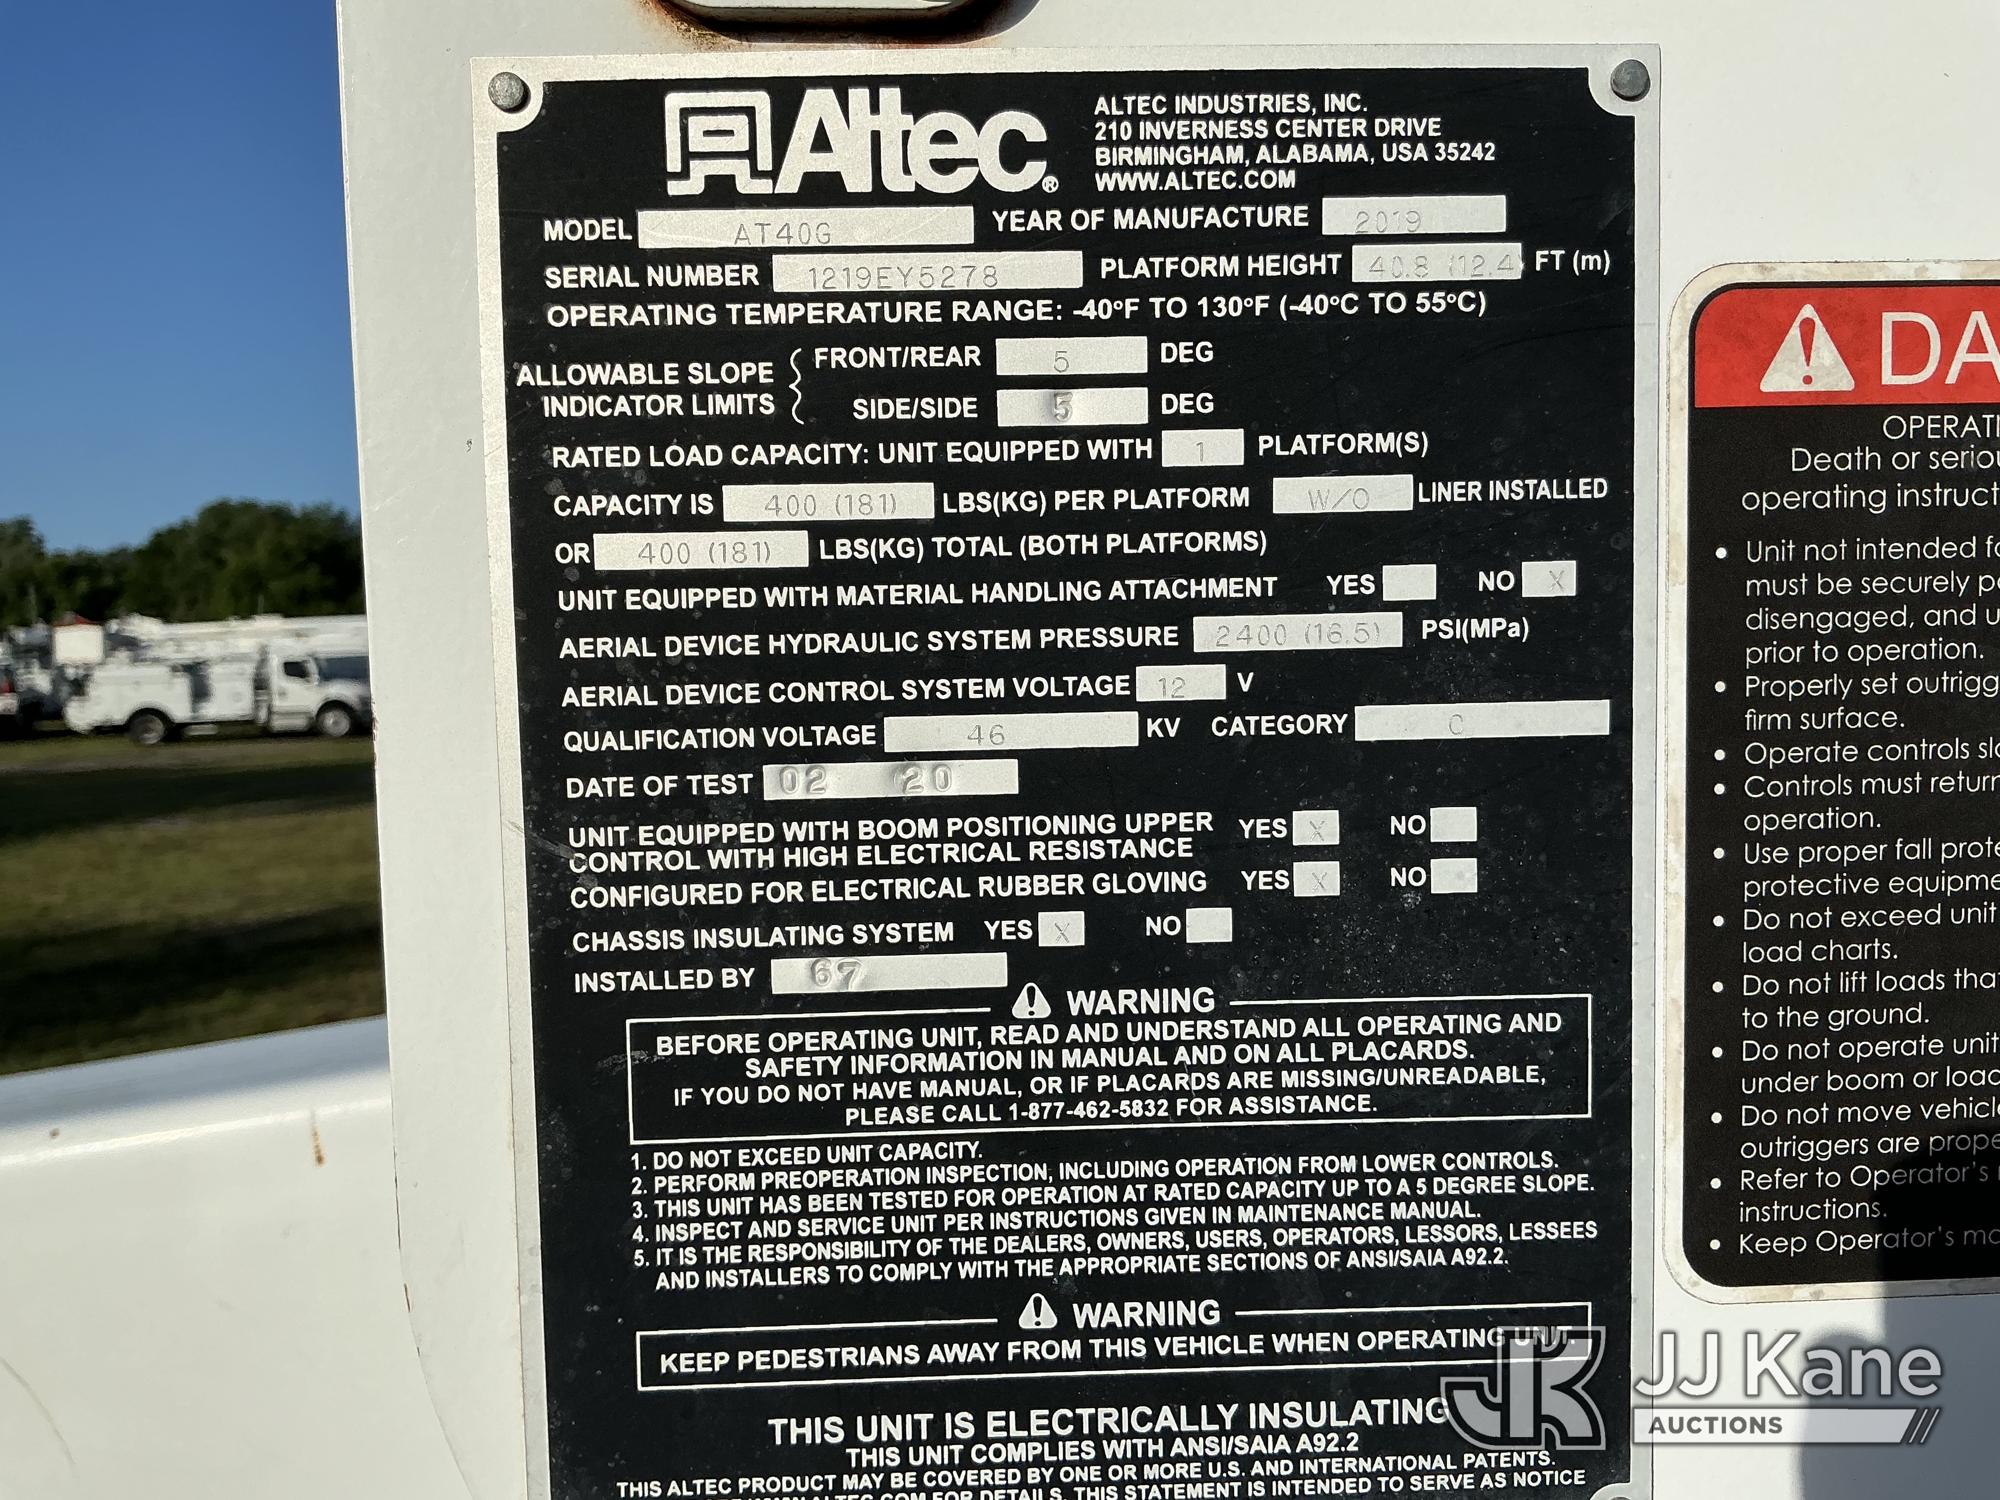 Altec®
ALTEC INDUSTRIES, INC.
210 INVERNESS CENTER DRIVE
BIRMINGHAM, ALABAMA, USA 35242
WWW.ALTEC.COM
MODEL AT40G YEAR OF MANUFACTURE 2019
SERIAL NUMBER 1219EY5278 PLATFORM HEIGHT 40.8 (12.4) FT (m)
OPERATING TEMPERATURE RANGE: -40°F TO 130°F (-40°C TO 55°C)
ALLOWABLE SLOPE INDICATOR LIMITS { FRONT/REAR 5 DEG
SIDE/SIDE 5 DEG
RATED LOAD CAPACITY: UNIT EQUIPPED WITH 1 PLATFORM(S)
CAPACITY IS 400 (181) LBS(KG) PER PLATFORM W/O LINER INSTALLED
OR 400 (181) LBS(KG) TOTAL (BOTH PLATFORMS)
UNIT EQUIPPED WITH MATERIAL HANDLING ATTACHMENT YES NO X
AERIAL DEVICE HYDRAULIC SYSTEM PRESSURE 2400 (16.5) PSI(MPa)
AERIAL DEVICE CONTROL SYSTEM VOLTAGE 12 V
QUALIFICATION VOLTAGE 46 KV CATEGORY C
DATE OF TEST 02 20
UNIT EQUIPPED WITH BOOM POSITIONING UPPER YES X NO
CONTROL WITH HIGH ELECTRICAL RESISTANCE
CONFIGURED FOR ELECTRICAL RUBBER GLOVING YES X NO
CHASSIS INSULATING SYSTEM YES X NO
INSTALLED BY 67
WARNING
BEFORE OPERATING UNIT, READ AND UNDERSTAND ALL OPERATING AND
SAFETY INFORMATION IN MANUAL AND ON ALL PLACARDS.
IF YOU DO NOT HAVE MANUAL, OR IF PLACARDS ARE MISSING/UNREADABLE,
PLEASE CALL 1-877-462-5832 FOR ASSISTANCE.
1. DO NOT EXCEED UNIT CAPACITY.
2. PERFORM PREOPERATION INSPECTION, INCLUDING OPERATION FROM LOWER CONTROLS.
3. THIS UNIT HAS BEEN TESTED FOR OPERATION AT RATED CAPACITY UP TO A 5 DEGREE SLOPE.
4. INSPECT AND SERVICE UNIT PER INSTRUCTIONS GIVEN IN MAINTENANCE MANUAL.
5. IT IS THE RESPONSIBILITY OF THE DEALERS, OWNERS, USERS, OPERATORS, LESSORS, LESSEES
AND INSTALLERS TO COMPLY WITH THE APPROPRIATE SECTIONS OF ANSI/SAIA A92.2.
WARNING
KEEP PEDESTRIANS AWAY FROM THIS VEHICLE WHEN OPERATING UNIT.
THIS UNIT IS ELECTRICALLY INSULATING
THIS UNIT COMPLIES WITH ANSI/SAIA A92.2
THIS ALTEC PRODUCT MAY BE COVERED BY ONE OR MORE U.S. AND INTERNATIONAL PATENTS.
WWW.ALTEC.COM FOR DETAILS. THIS STATEMENT IS INTENDED TO SERVE AS NOTICE
DA
OPERATI
Death or seriou
operating instruct
• Unit not intended fo
must be securely po
disengaged, and u
prior to operation.
• Properly set outrigg
firm surface.
• Operate controls slo
• Controls must return
operation.
• Use proper fall prote
protective equipme
• Do not exceed unit
load charts.
• Do not lift loads tha
to the ground.
• Do not operate unit
under boom or load
• Do not move vehicle
outriggers are prope
• Refer to Operator's
instructions.
• Keep Operator's ma
JJ Kane
AUCTIONS